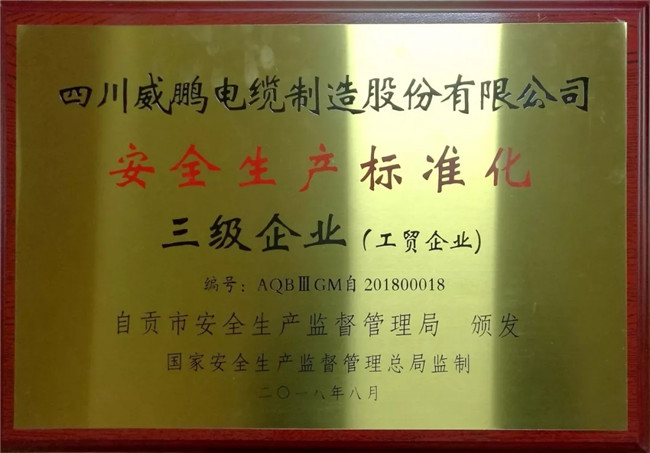 四川威鹏电缆制造股份有限公司
安全生产标准化
三级企业（工贸企业）
编号：AQBⅢGM自201800018
自贡市安全生产监督管理局 颁发
国家安全生产监督管理总局监制
二〇一八年八月